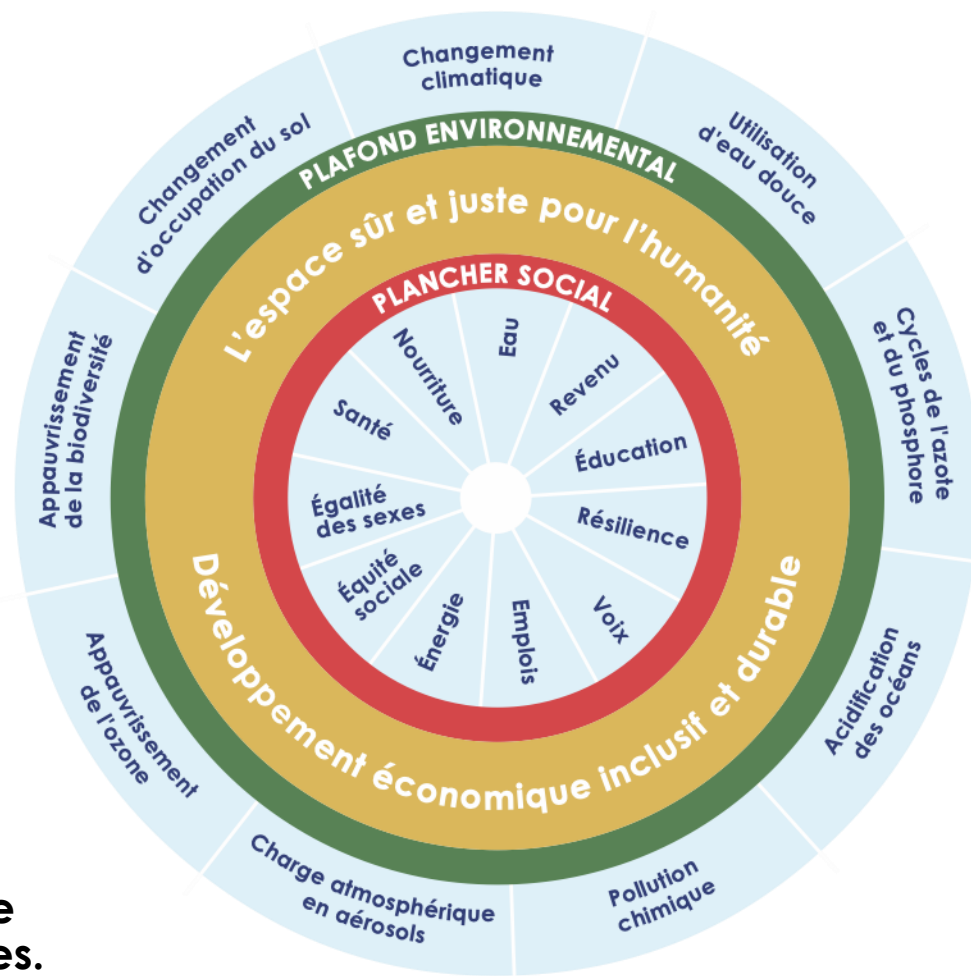 Changement
climatique
Utilisation
d'eau douce
Cycles de l'azote
et du phosphore
Acidification
des océans
Pollution
chimique
Charge atmosphérique
en aérosols
Appauvrissement
de l'ozone
Appauvrissement
de la biodiversité
Changement
d'occupation du sol
PLAFOND ENVIRONNEMENTAL
L'espace sûr et juste pour l'humanité
Développement économique inclusif et durable
PLANCHER SOCIAL
Eau
Revenu
Éducation
Résilience
Voix
Emplois
Énergie
Équité
sociale
Égalité
des sexes
Santé
Nourriture
e
es.